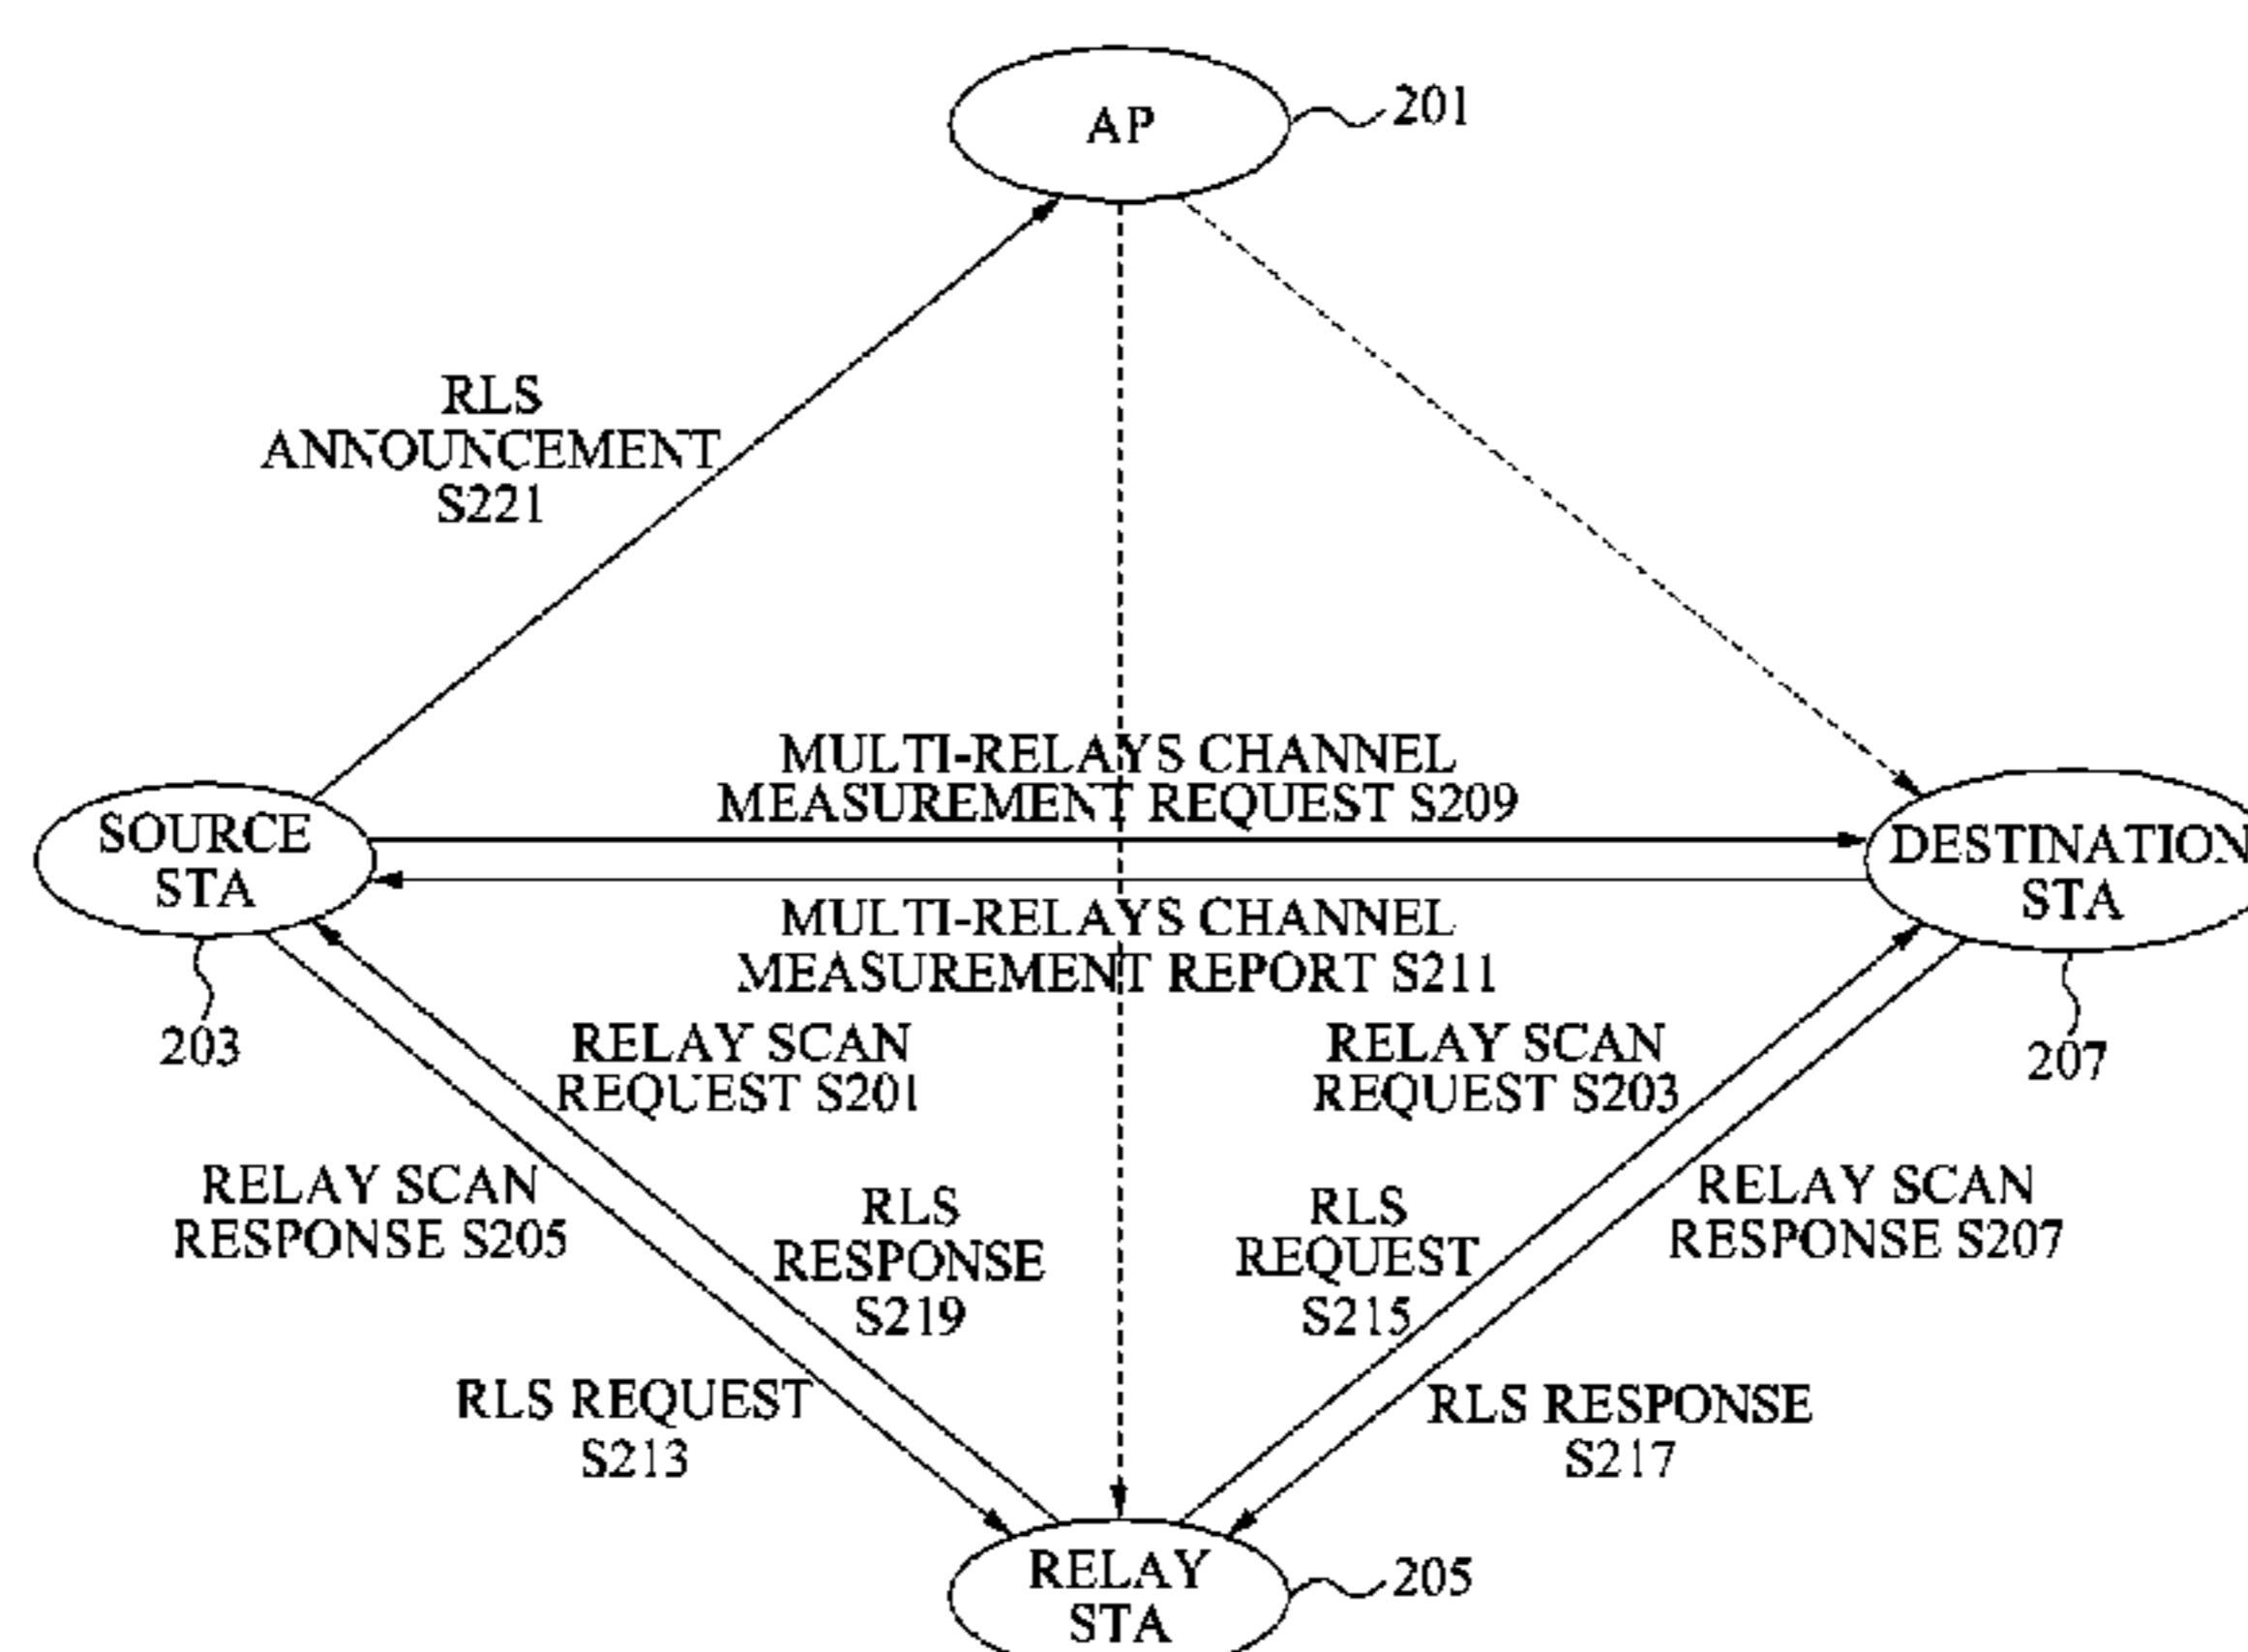 AP
201
RLS
ANNOUNCEMENT
S221
MULTI-RELAYS CHANNEL
MEASUREMENT REQUEST S209
SOURCE
STA
203
DESTINATION
STA
207
MULTI-RELAYS CHANNEL
MEASUREMENT REPORT S211
RELAY SCAN
REQUEST S201
RELAY SCAN
REQUEST S203
RELAY SCAN
RESPONSE S205
RLS
RESPONSE
S219
RLS
REQUEST
S215
RELAY SCAN
RESPONSE S207
RLS REQUEST
S213
RLS RESPONSE
S217
RELAY
STA
205